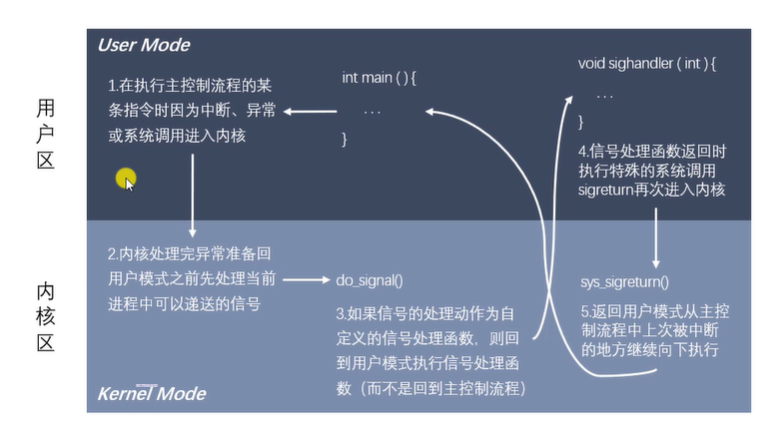 User Mode
用户区
1.在执行主控制流程的某
条指令时因为中断、异常
或系统调用进入内核
int main ( ) {
...
}
void sighandler ( int ) {
...
}
4.信号处理函数返回时
执行特殊的系统调用
sigreturn再次进入内核
内核区
2.内核处理完异常准备回
用户模式之前先处理当前
进程中可以递送的信号
do_signal()
3.如果信号的处理动作为自
定义的信号处理函数，则回
到用户模式执行信号处理函
数（而不是回到主控制流程）
sys_sigreturn()
5.返回用户模式从主控
制流程中上次被中断
的地方继续向下执行
Kernel Mode